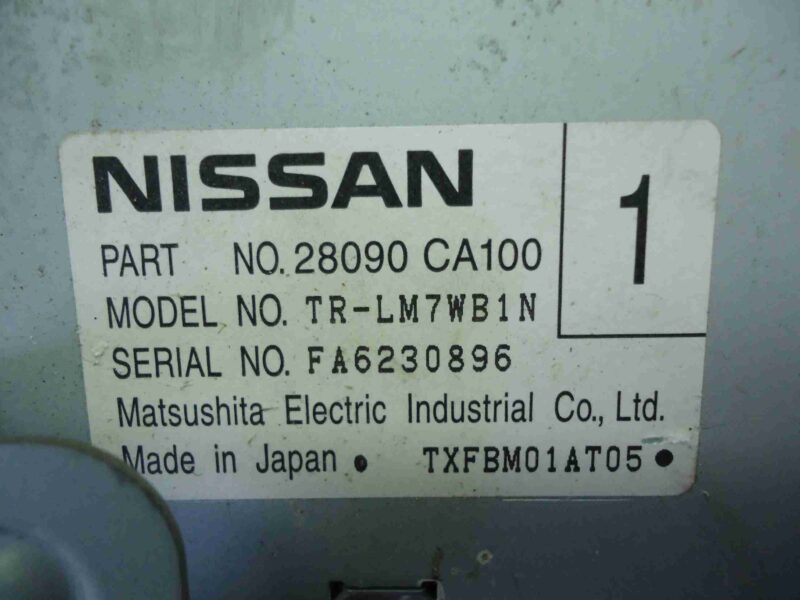 NISSAN
1
PART NO. 28090 CA100
MODEL NO. TR-LM7WB1N
SERIAL NO. FA6230896
Matsushita Electric Industrial Co., Ltd.
Made in Japan • TXFBM01AT05 •